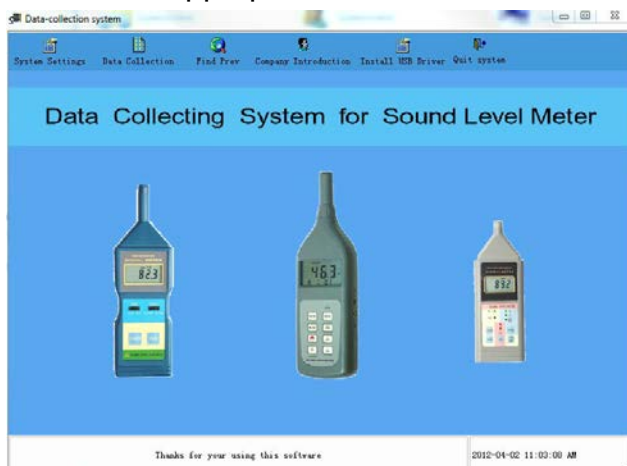 Data-collection system
System Settings Data Collection Find Prev Company Introduction Install USB Driver Quit system
Data Collecting System for Sound Level Meter
82.3
46.3
83.2
Thanks for your using this software
2012-04-02 11:03:00 AM